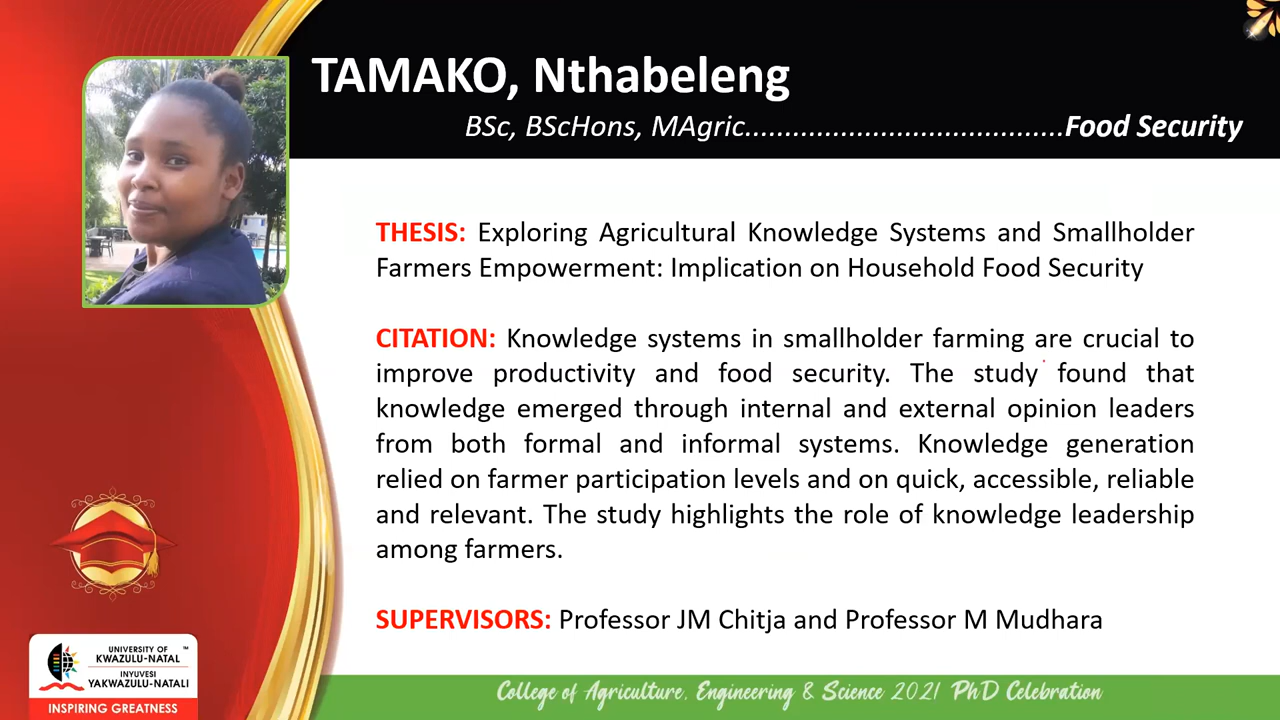 TAMAKO, Nthabeleng
BSc, BScHons, MAgric........................................Food Security
THESIS: Exploring Agricultural Knowledge Systems and Smallholder
Farmers Empowerment: Implication on Household Food Security
CITATION: Knowledge systems in smallholder farming are crucial to
improve productivity and food security. The study found that
knowledge emerged through internal and external opinion leaders
from both formal and informal systems. Knowledge generation
relied on farmer participation levels and on quick, accessible, reliable
and relevant. The study highlights the role of knowledge leadership
among farmers.
SUPERVISORS: Professor JM Chitja and Professor M Mudhara
UNIVERSITY OF ™
KWAZULU-NATAL
INYUVESI
YAKWAZULU-NATALI
INSPIRING GREATNESS
College of Agriculture, Engineering & Science 2021 PhD Celebration